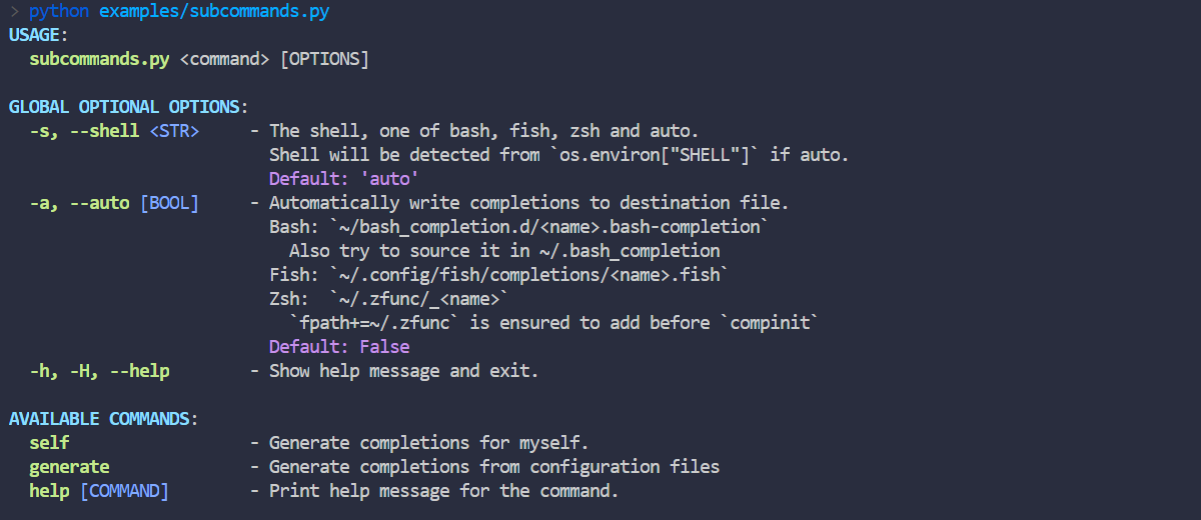 > python examples/subcommands.py
USAGE:
  subcommands.py <command> [OPTIONS]

GLOBAL OPTIONAL OPTIONS:
  -s, --shell <STR>     - The shell, one of bash, fish, zsh and auto.
                          Shell will be detected from `os.environ["SHELL"]` if auto.
                          Default: 'auto'
  -a, --auto [BOOL]     - Automatically write completions to destination file.
                          Bash: `~/bash_completion.d/<name>.bash-completion`
                            Also try to source it in ~/.bash_completion
                          Fish: `~/.config/fish/completions/<name>.fish`
                          Zsh:  `~/.zfunc/_<name>`
                            `fpath+=~/.zfunc` is ensured to add before `compinit`
                          Default: False
  -h, -H, --help        - Show help message and exit.

AVAILABLE COMMANDS:
  self                  - Generate completions for myself.
  generate              - Generate completions from configuration files
  help [COMMAND]        - Print help message for the command.